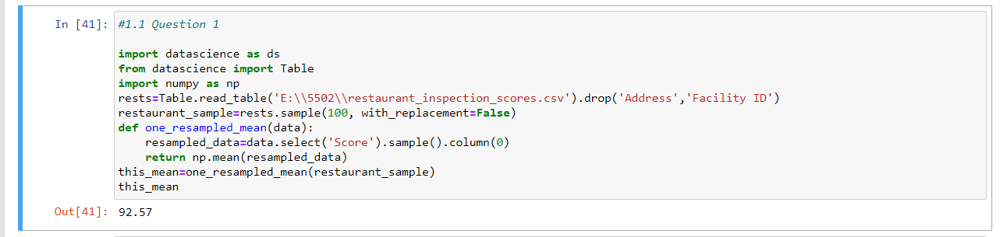 In [41]: #1.1 Question 1
import datascience as ds
from datascience import Table
import numpy as np
rests=Table.read_table('E:\\5502\\restaurant_inspection_scores.csv').drop('Address','Facility ID')
restaurant_sample=rests.sample(100, with_replacement=False)
def one_resampled_mean(data):
    resampled_data=data.select('Score').sample().column(0)
    return np.mean(resampled_data)
this_mean=one_resampled_mean(restaurant_sample)
this_mean
Out[41]: 92.57